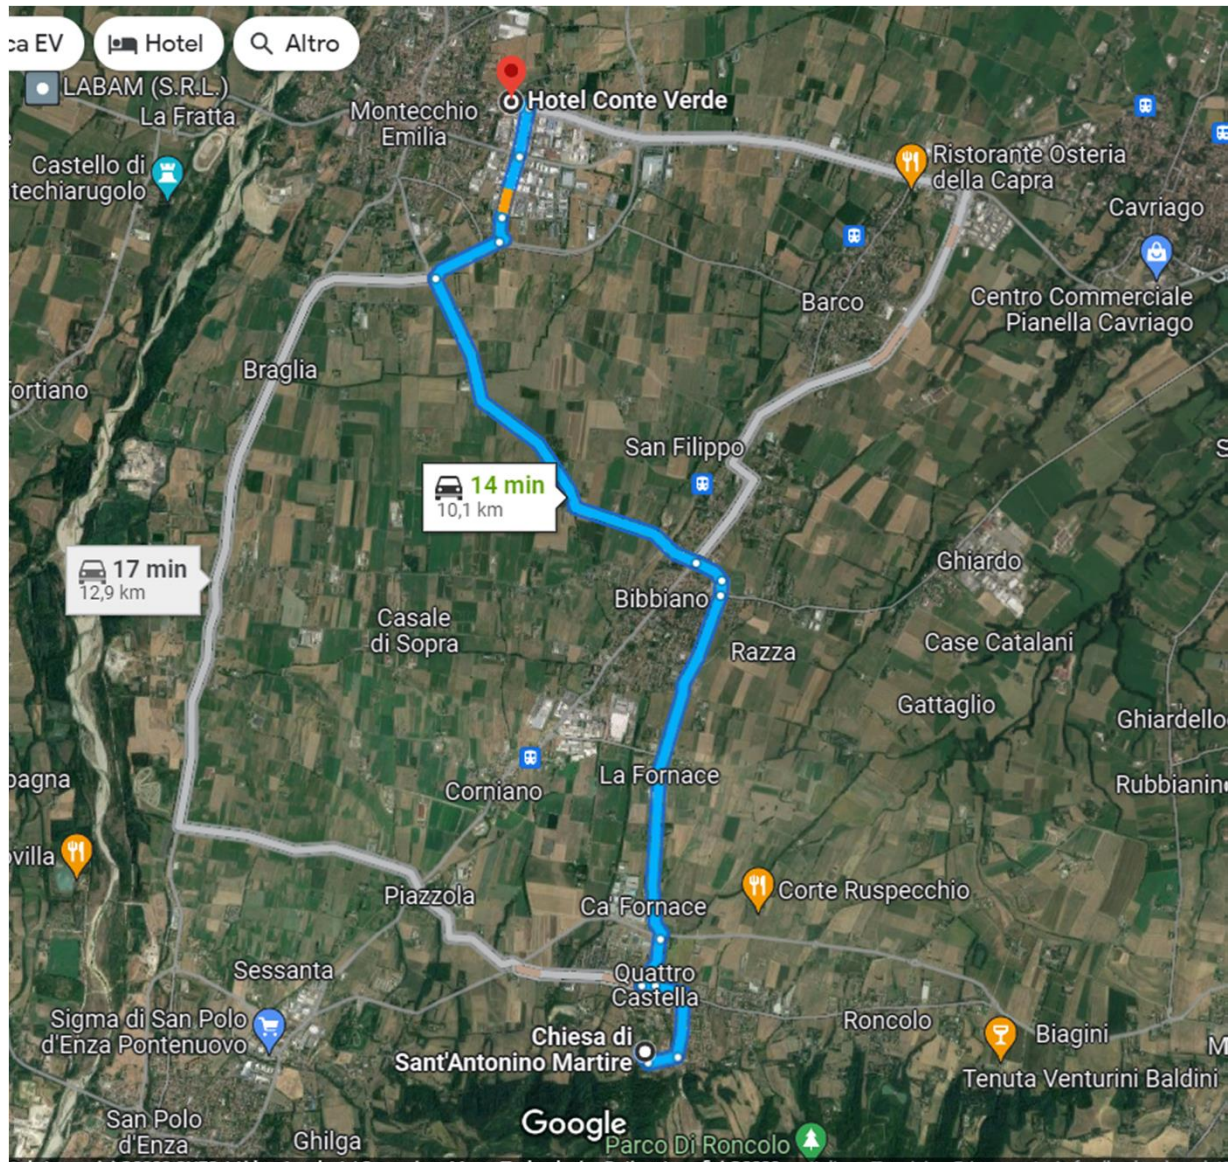 ca EV
Hotel
Altro
LABAM (S.R.L.)
La Fratta
Montecchio
Emilia
Hotel Conte Verde
Castello di
techiarugolo
Ristorante Osteria
della Capra
Cavriago
Centro Commerciale
Pianella Cavriago
Barco
Braglia
ortiano
San Filippo
14 min
10,1 km
17 min
12,9 km
Ghiardo
Bibbiano
Casale
di Sopra
Razza
Case Catalani
Gattaglio
Ghiardello
pagna
La Fornace
Corniano
Rubbianin
ovilla
Piazzola
Ca' Fornace
Corte Ruspecchio
Sessanta
Quattro
Castella
Sigma di San Polo
d'Enza Pontenuovo
Chiesa di
Sant'Antonino Martire
Roncolo
Biagini
M
Tenuta Venturini Baldini
San Polo
d'Enza
Ghilga
Google
Parco Di Roncolo